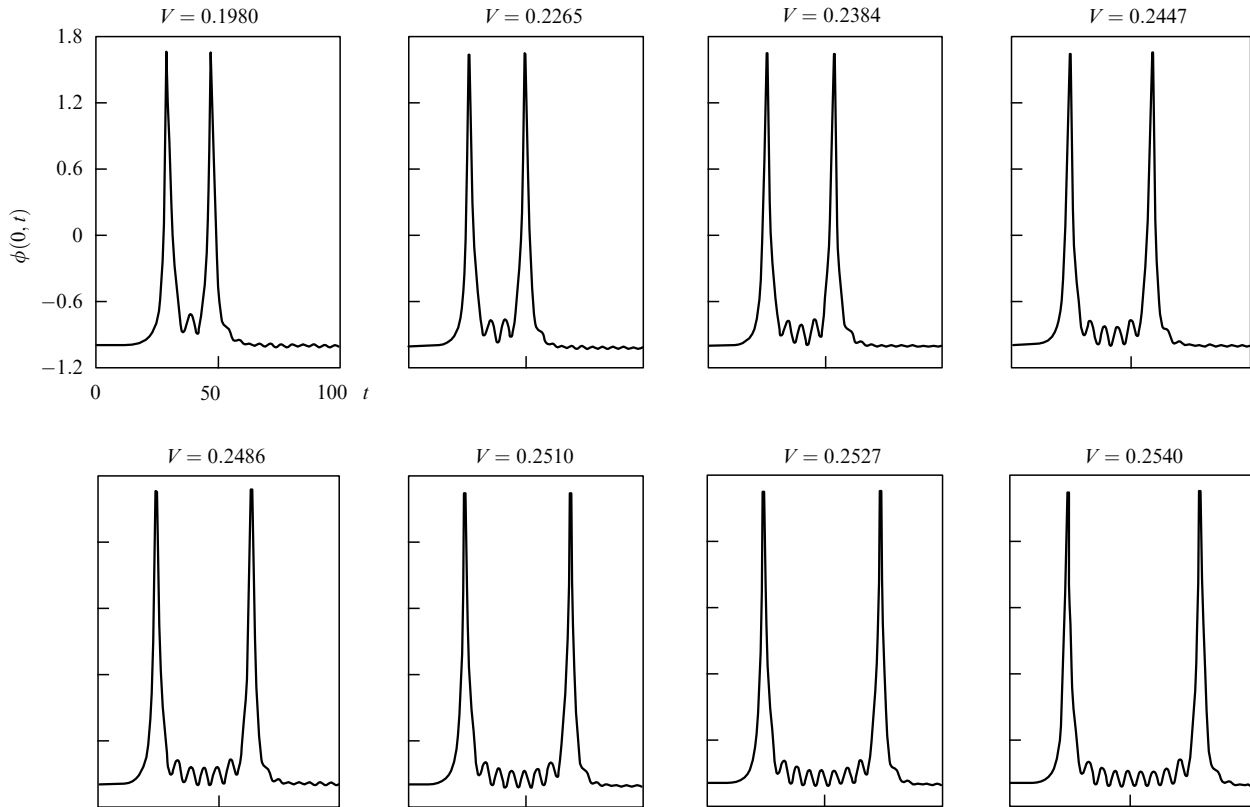 V = 0.1980
V = 0.2265
V = 0.2384
V = 0.2447
1.8
1.2
0.6
0
−0.6
−1.2
ϕ(0, t)
0
50
100
t
V = 0.2486
V = 0.2510
V = 0.2527
V = 0.2540